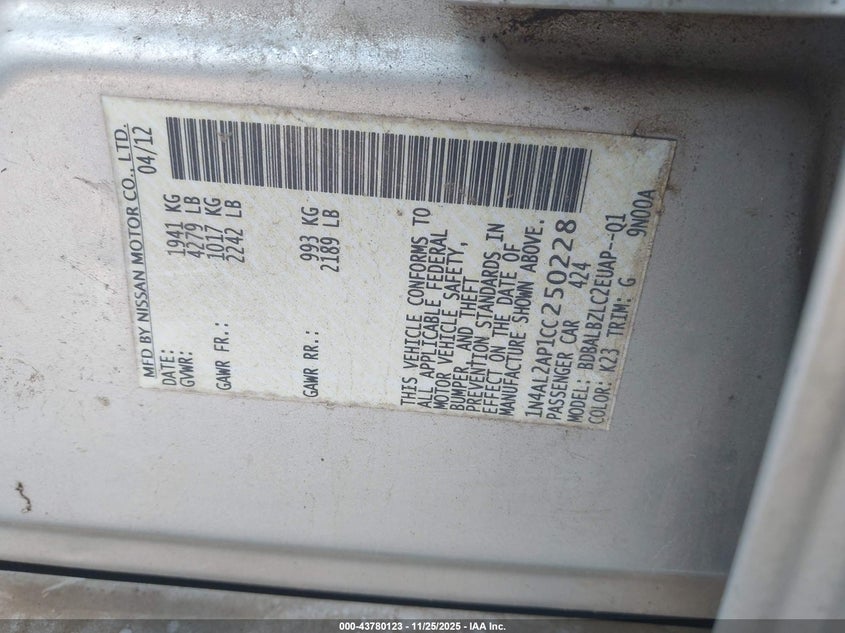 MFD BY NISSAN MOTOR CO., LTD.
DATE: 04/12
GVWR: 1941 KG
4279 LB
GAWR FR.: 1017 KG
2242 LB
GAWR RR.: 993 KG
2189 LB
THIS VEHICLE CONFORMS TO
ALL APPLICABLE FEDERAL
MOTOR VEHICLE SAFETY,
BUMPER, AND THEFT
PREVENTION STANDARDS IN
EFFECT ON THE DATE OF
MANUFACTURE SHOWN ABOVE.
1N4AL2AP1CC250228
PASSENGER CAR 424
MODEL: BDBALBZLC2EUAP---Q1
COLOR: K23 TRIM: G 9N00A
000-43780123 - 11/25/2025 - IAA Inc.